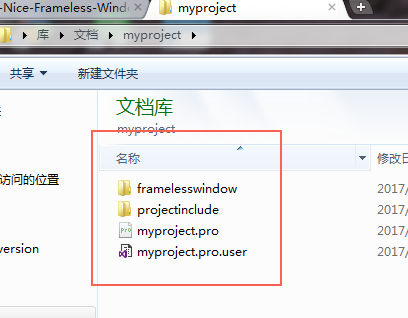 -Nice-Frameless-Windo
myproject
库 ▸ 文档 ▸ myproject ▸
共享 ▼ 新建文件夹
文档库
myproject
名称 修改日
访问的位置
framelesswindow 2017/
projectinclude 2017/
myproject.pro 2017/
myproject.pro.user 2017/
version